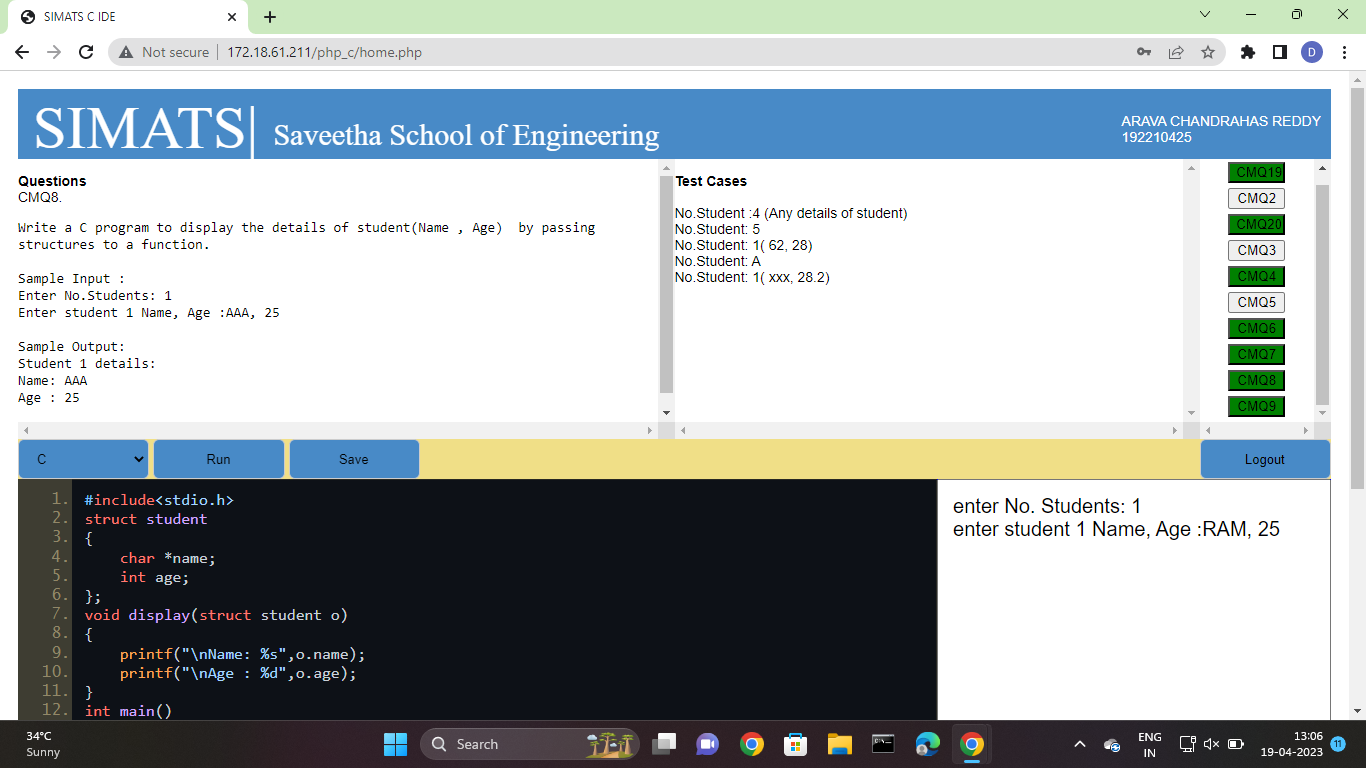 SIMATS C IDE
Not secure 172.18.61.211/php_c/home.php
D
SIMATS| Saveetha School of Engineering
ARAVA CHANDRAHAS REDDY
192210425
Questions
CMQ8.
Write a C program to display the details of student(Name , Age)  by passing
structures to a function.
Sample Input :
Enter No.Students: 1
Enter student 1 Name, Age :AAA, 25
Sample Output:
Student 1 details:
Name: AAA
Age : 25
Test Cases
No.Student :4 (Any details of student)
No.Student: 5
No.Student: 1( 62, 28)
No.Student: A
No.Student: 1( xxx, 28.2)
CMQ19
CMQ2
CMQ20
CMQ3
CMQ4
CMQ5
CMQ6
CMQ7
CMQ8
CMQ9
C Run Save Logout
1. #include<stdio.h>
2. struct student
3. {
4. char *name;
5. int age;
6. };
7. void display(struct student o)
8. {
9. printf("\nName: %s",o.name);
10. printf("\nAge : %d",o.age);
11. }
12. int main()
enter No. Students: 1
enter student 1 Name, Age :RAM, 25
34°C
Sunny
Search
ENG
IN
13:06
19-04-2023
11